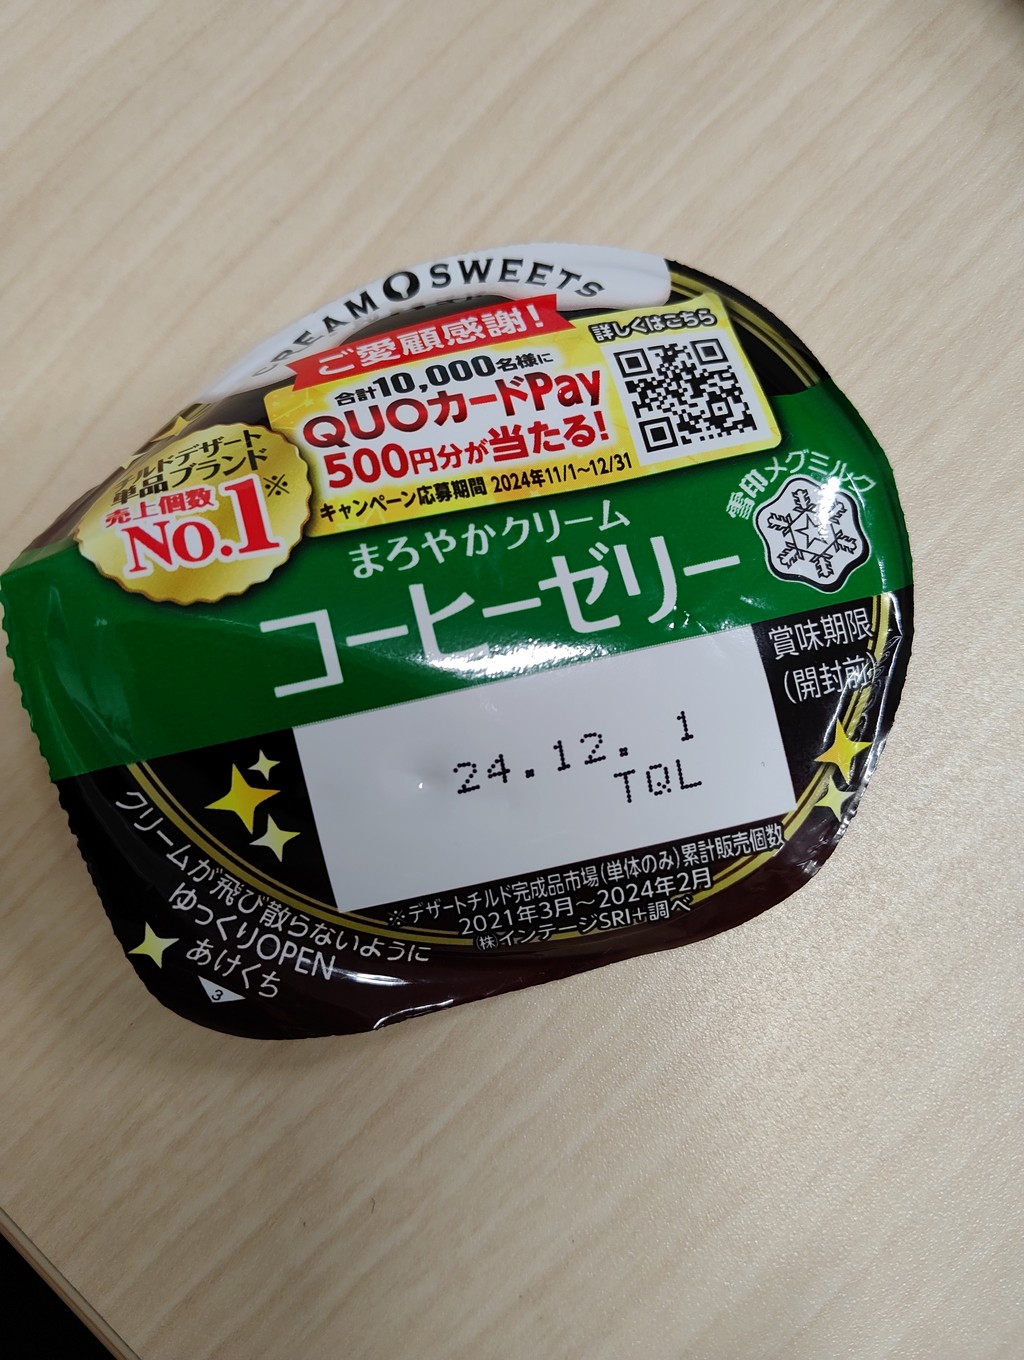 CREAM SWEETS
ご愛顧感謝!
合計10,000名様に
QUOカードPay
500円分が当たる!
キャンペーン応募期間 2024年11/1~12/31
詳しくはこちら
チルドデザート
単品ブランド
売上個数
No.1※
雪印メグミルク
まろやかクリーム
コーヒーゼリー
賞味期限
(開封前)
24.12. 1
TQL
※デザートチルド完成品市場(単体のみ)累計販売個数
2021年3月~2024年2月
㈱インテージSRI+調べ
クリームが飛び散らないように
ゆっくりOPEN
あけくち
3